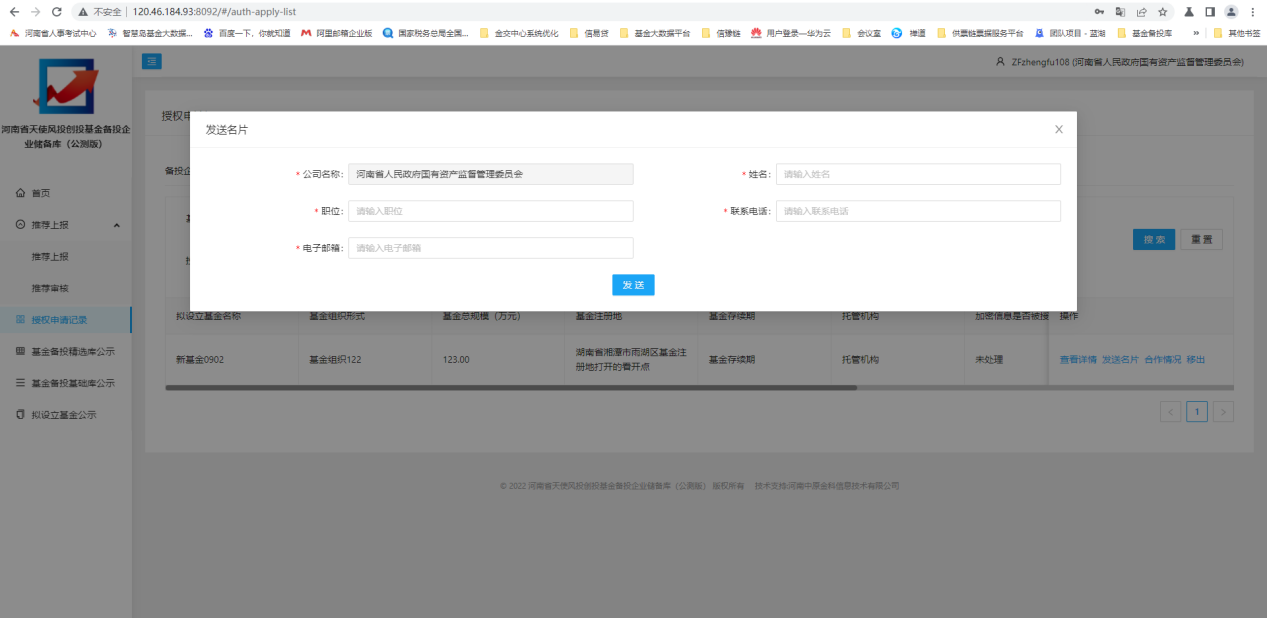 不安全 | 120.46.184.93:8092/#/auth-apply-list
河南省人事考试中心 智慧岛基金大数据... 百度一下，你就知道 阿里邮箱企业版 国家税务总局全国... 金交中心系统优化 信易贷 基金大数据平台 信豫链 用户登录—华为云 会议室 禅道 供票链票据服务平台 团队项目 - 蓝湖 基金备投库 » 其他书签
ZFzhengfu108 (河南省人民政府国有资产监督管理委员会)
河南省天使风投创投基金备投企
业储备库（公测版）
首页
推荐上报
推荐上报
推荐审核
授权申请记录
基金备投精选库公示
基金备投基础库公示
拟设立基金公示
授权申
备投企
发送名片
* 公司名称: 河南省人民政府国有资产监督管理委员会
* 姓名: 请输入姓名
* 职位: 请输入职位
* 联系电话: 请输入联系电话
* 电子邮箱: 请输入电子邮箱
发 送
搜 索 重 置
拟设立基金名称 基金组织形式 基金总规模（万元） 基金注册地 基金存续期 托管机构 加密信息是否被授 操作
新基金0902 基金组织122 123.00 湖南省湘潭市雨湖区基金注
册地打开的看开点 基金存续期 托管机构 未处理 查看详情 发送名片 合作情况 移出
1
© 2022 河南省天使风投创投基金备投企业储备库（公测版） 版权所有 技术支持:河南中原金科信息技术有限公司